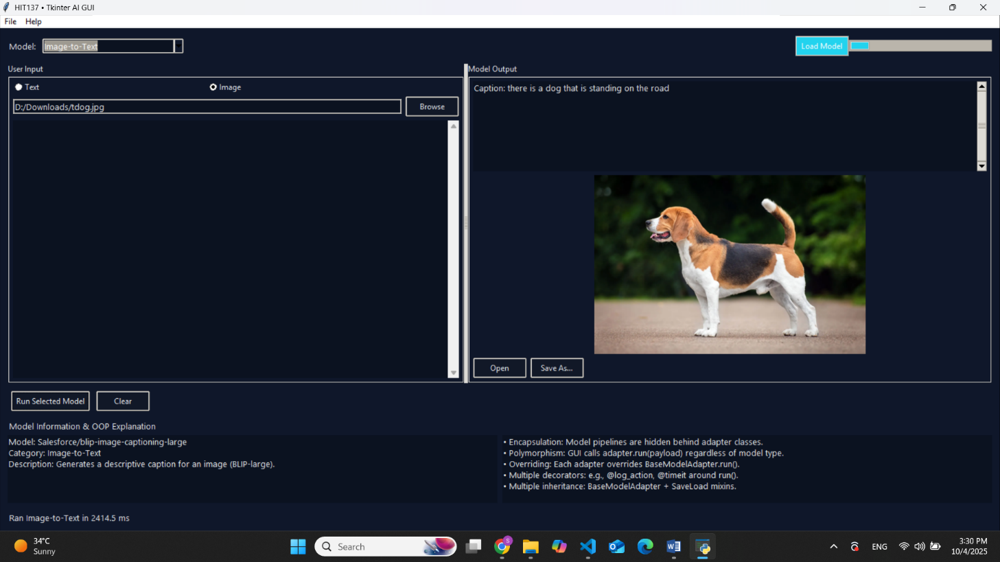 HIT137 • Tkinter AI GUI
File Help
Model: Image-to-Text
Load Model
User Input
Text Image
D:/Downloads/tdog.jpg
Browse
Model Output
Caption: there is a dog that is standing on the road
Open Save As...
Run Selected Model Clear
Model Information & OOP Explanation
Model: Salesforce/blip-image-captioning-large
Category: Image-to-Text
Description: Generates a descriptive caption for an image (BLIP-large).
• Encapsulation: Model pipelines are hidden behind adapter classes.
• Polymorphism: GUI calls adapter.run(payload) regardless of model type.
• Overriding: Each adapter overrides BaseModelAdapter.run().
• Multiple decorators: e.g., @log_action, @timeit around run().
• Multiple inheritance: BaseModelAdapter + SaveLoad mixins.
Ran Image-to-Text in 2414.5 ms
34°C
Sunny
Search
S
W
ENG
3:30 PM
10/4/2025